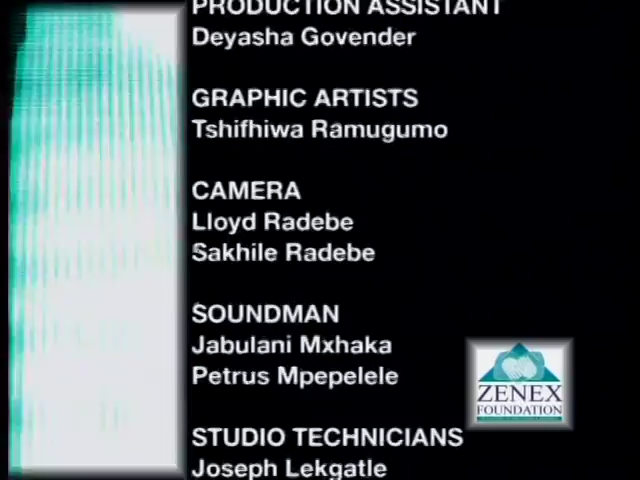 PRODUCTION ASSISTANT
Deyasha Govender
GRAPHIC ARTISTS
Tshifhiwa Ramugumo
CAMERA
Lloyd Radebe
Sakhile Radebe
SOUNDMAN
Jabulani Mxhaka
Petrus Mpepelele
STUDIO TECHNICIANS
Joseph Lekgatle
ZENEX
FOUNDATION